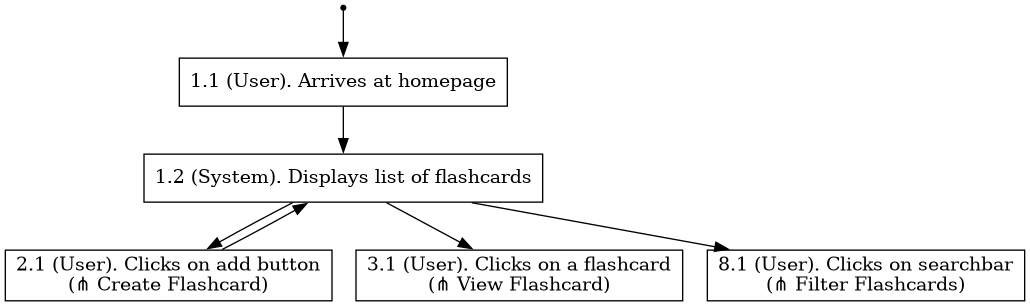 1.1 (User). Arrives at homepage
1.2 (System). Displays list of flashcards
2.1 (User). Clicks on add button
(⋔ Create Flashcard)
3.1 (User). Clicks on a flashcard
(⋔ View Flashcard)
8.1 (User). Clicks on searchbar
(⋔ Filter Flashcards)